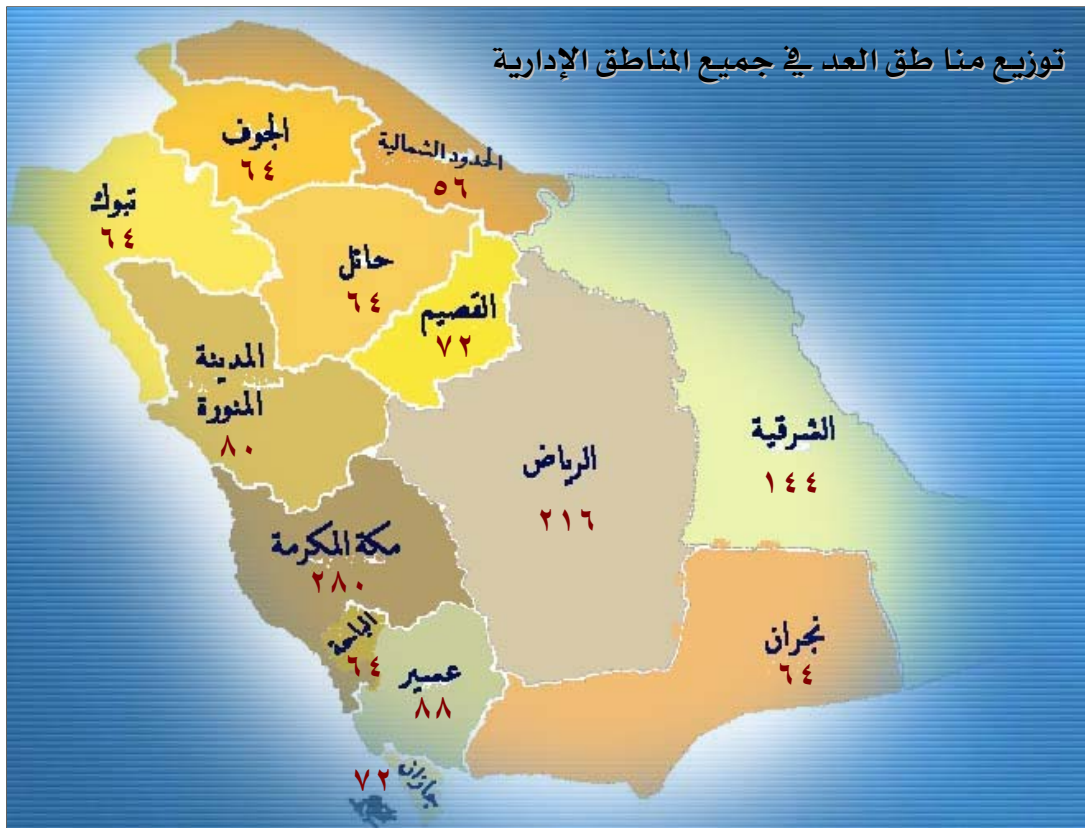 توزيع منا طق العد في جميع المناطق الإدارية
الجوف
٦٤
الحدود الشمالية
٥٦
تبوك
٦٤
حائل
٦٤
القصيم
٧٢
المدينة
المنورة
٨٠
الشرقية
١٤٤
الرياض
٢١٦
مكة المكرمة
٢٨٠
الباحة
٦٤
عسير
٨٨
نجران
٦٤
جازان
٧٢